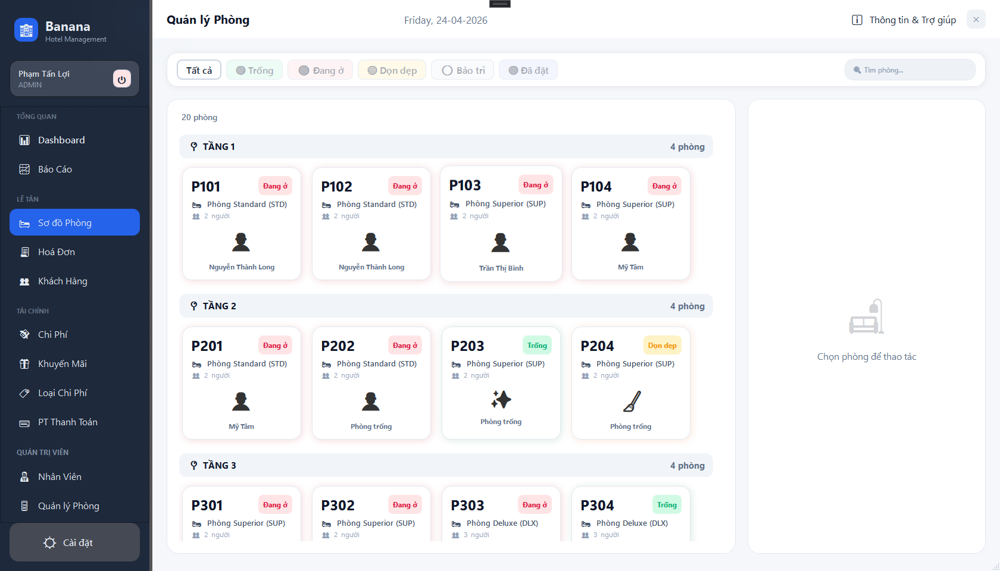 Banana
Hotel Management
Phạm Tấn Lợi
ADMIN
TỔNG QUAN
Dashboard
Báo Cáo
LỄ TÂN
Sơ đồ Phòng
Hoá Đơn
Khách Hàng
TÀI CHÍNH
Chi Phí
Khuyến Mãi
Loại Chi Phí
PT Thanh Toán
QUẢN TRỊ VIÊN
Nhân Viên
Quản lý Phòng
Cài đặt
Quản lý Phòng
Friday, 24-04-2026
Thông tin & Trợ giúp
Tất cả
Trống
Đang ở
Dọn dẹp
Bảo trì
Đã đặt
Tìm phòng...
20 phòng
TẦNG 1
4 phòng
P101
Đang ở
Phòng Standard (STD)
2 người
Nguyễn Thành Long
P102
Đang ở
Phòng Standard (STD)
2 người
Nguyễn Thành Long
P103
Đang ở
Phòng Superior (SUP)
2 người
Trần Thị Bình
P104
Đang ở
Phòng Superior (SUP)
2 người
Mỹ Tâm
TẦNG 2
4 phòng
P201
Đang ở
Phòng Standard (STD)
2 người
Mỹ Tâm
P202
Đang ở
Phòng Standard (STD)
2 người
Phòng trống
P203
Trống
Phòng Superior (SUP)
2 người
Phòng trống
P204
Dọn dẹp
Phòng Superior (SUP)
2 người
Phòng trống
TẦNG 3
4 phòng
P301
Đang ở
Phòng Superior (SUP)
2 người
P302
Đang ở
Phòng Superior (SUP)
2 người
P303
Đang ở
Phòng Deluxe (DLX)
3 người
P304
Trống
Phòng Deluxe (DLX)
3 người
Chọn phòng để thao tác